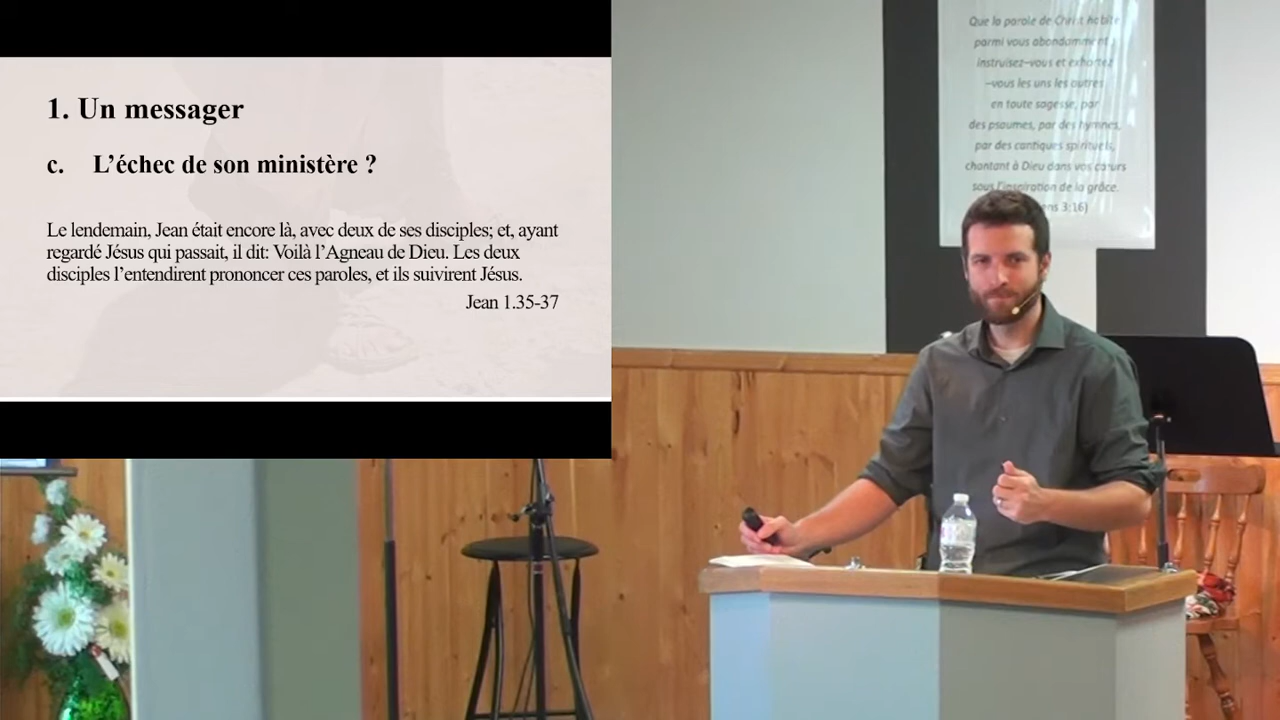 1. Un messager
c. L’échec de son ministère ?
Le lendemain, Jean était encore là, avec deux de ses disciples; et, ayant
regardé Jésus qui passait, il dit: Voilà l’Agneau de Dieu. Les deux
disciples l’entendirent prononcer ces paroles, et ils suivirent Jésus.
Jean 1.35-37
Que la parole de Christ habite
parmi vous abondamment;
instruisez-vous et exhortez
-vous les uns les autres
en toute sagesse, par
des psaumes, par des hymnes,
par des cantiques spirituels,
chantant à Dieu dans vos cœurs
sous l'inspiration de la grâce.
3:16)